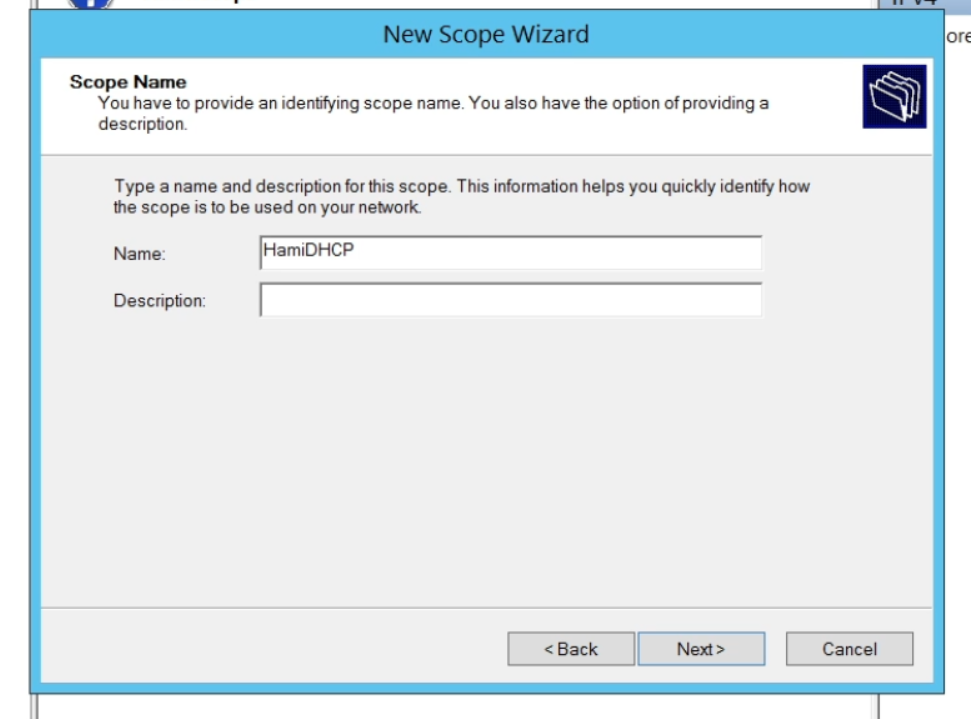 New Scope Wizard
Scope Name
You have to provide an identifying scope name. You also have the option of providing a
description.
Type a name and description for this scope. This information helps you quickly identify how
the scope is to be used on your network.
Name:
HamiDHCP
Description:
< Back
Next >
Cancel